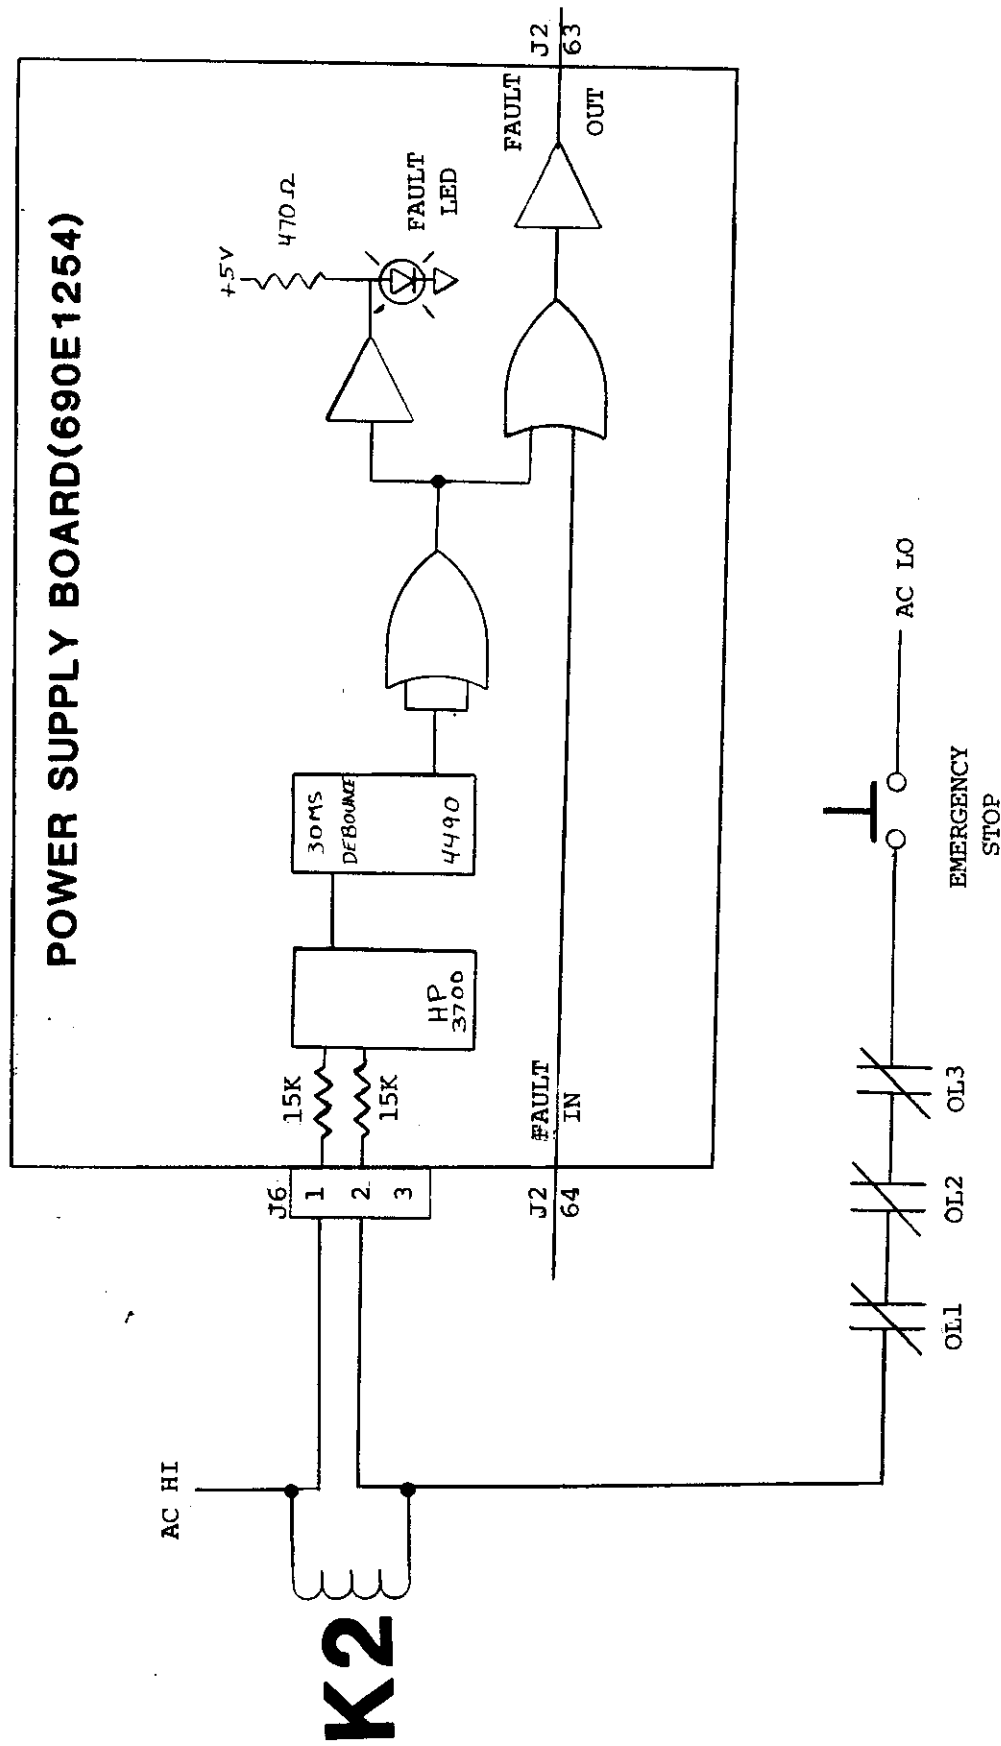 POWER SUPPLY BOARD(690E1254)
+5V
470Ω
FAULT
LED
30MS
DEBOUNCE
4490
HP
3700
15K
15K
J6
1
2
3
AC HI
K2
FAULT
IN
J2
64
FAULT
OUT
J2
63
OL1
OL2
OL3
EMERGENCY
STOP
AC LO